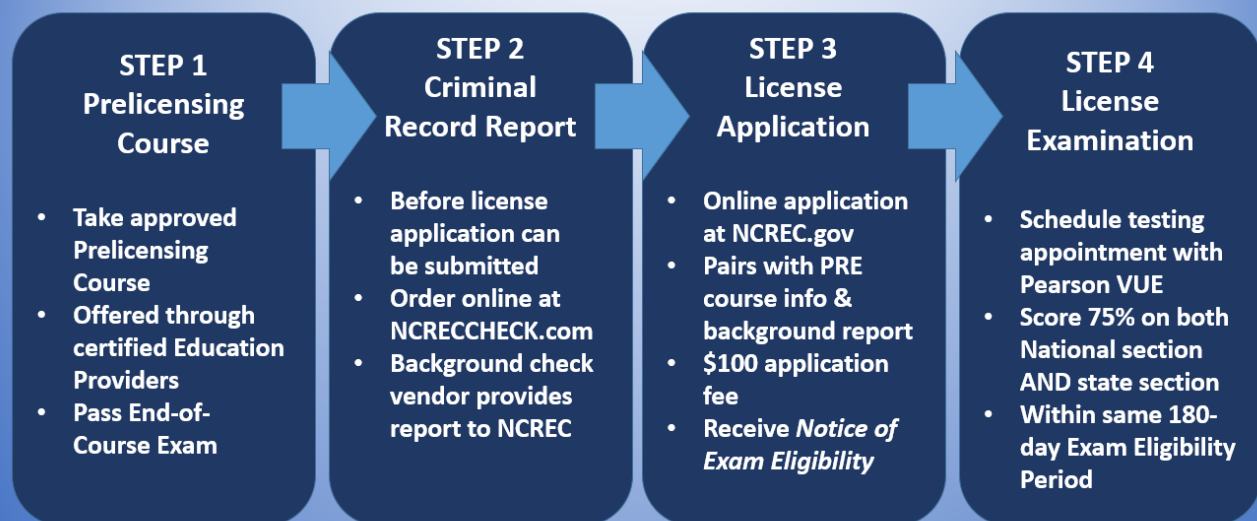 STEP 1
Prelicensing
Course
• Take approved
Prelicensing
Course
• Offered through
certified Education
Providers
• Pass End-of-
Course Exam
STEP 2
Criminal
Record Report
• Before license
application can
be submitted
• Order online at
NCRECCHECK.com
• Background check
vendor provides
report to NCREC
STEP 3
License
Application
• Online application
at NCREC.gov
• Pairs with PRE
course info &
background report
• $100 application
fee
• Receive Notice of
Exam Eligibility
STEP 4
License
Examination
• Schedule testing
appointment with
Pearson VUE
• Score 75% on both
National section
AND state section
• Within same 180-
day Exam Eligibility
Period